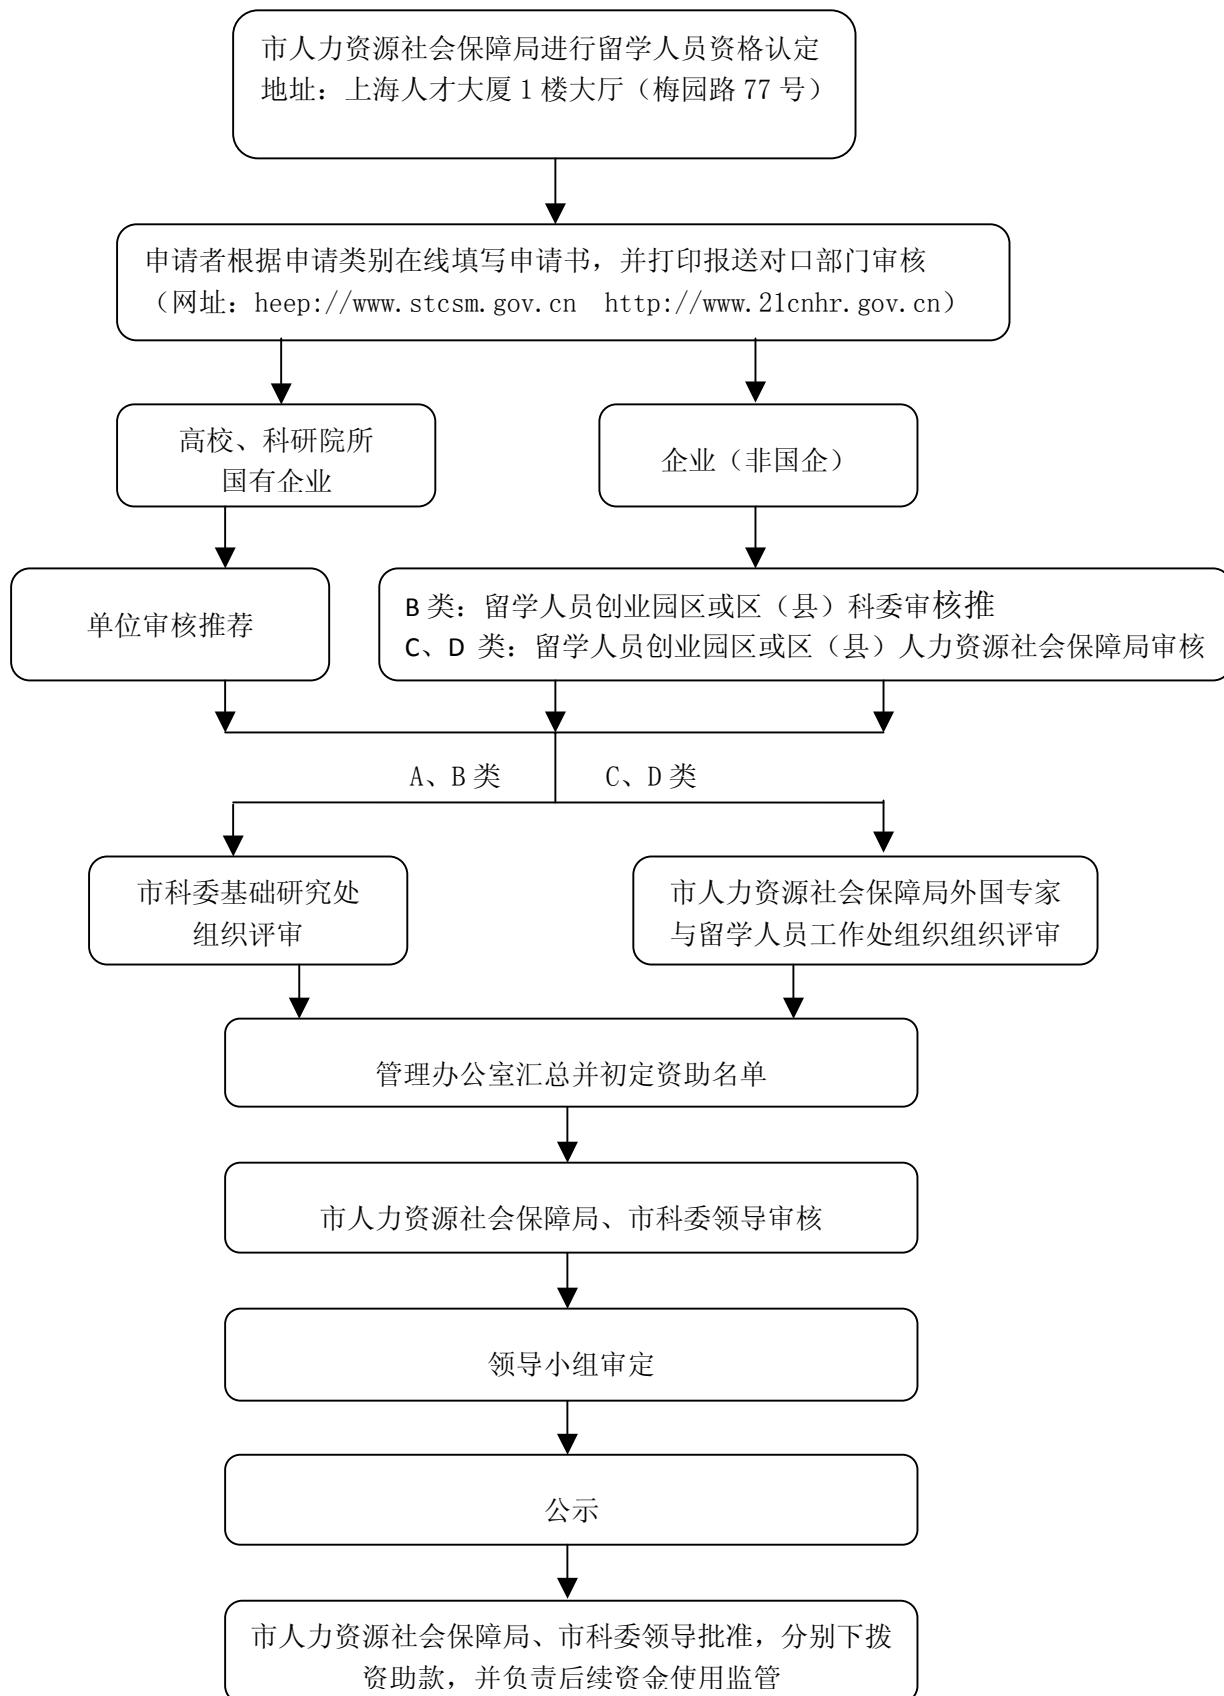 市人力资源社会保障局进行留学人员资格认定
地址：上海人才大厦 1 楼大厅（梅园路 77 号）
申请者根据申请类别在线填写申请书，并打印报送对口部门审核
（网址：heep://www.stcsm.gov.cn http://www.21cnhr.gov.cn）
高校、科研院所
国有企业
企业（非国企）
单位审核推荐
B 类：留学人员创业园区或区（县）科委审核推
C、D 类：留学人员创业园区或区（县）人力资源社会保障局审核
A、B 类
C、D 类
市科委基础研究处
组织评审
市人力资源社会保障局外国专家
与留学人员工作处组织组织评审
管理办公室汇总并初定资助名单
市人力资源社会保障局、市科委领导审核
领导小组审定
公示
市人力资源社会保障局、市科委领导批准，分别下拨
资助款，并负责后续资金使用监管